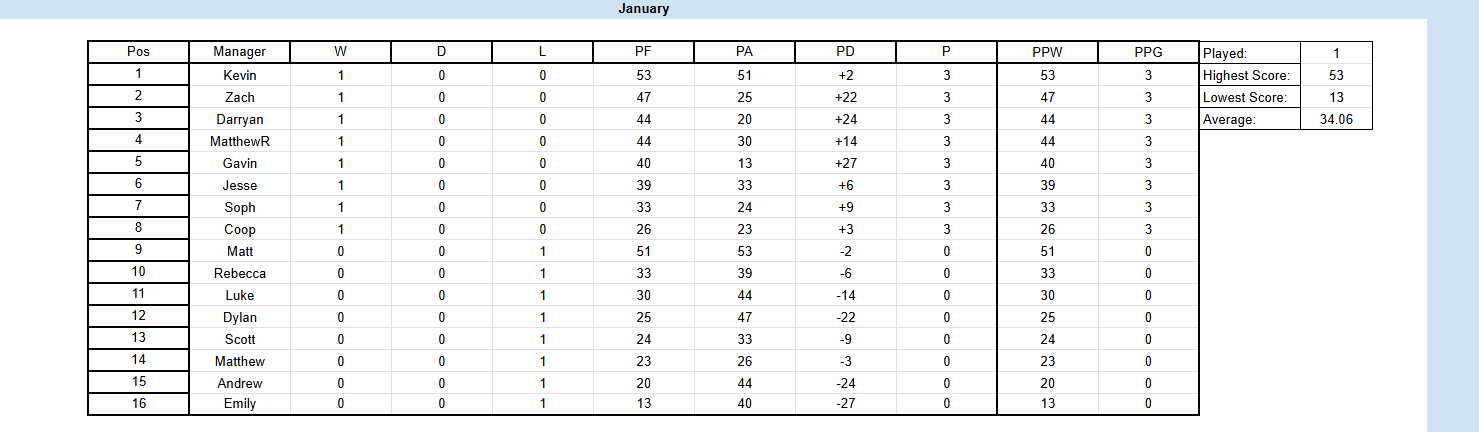 January
Pos Manager W D L PF PA PD P PPW PPG Played: 1
1 Kevin 1 0 0 53 51 +2 3 53 3 Highest Score: 53
2 Zach 1 0 0 47 25 +22 3 47 3 Lowest Score: 13
3 Darryan 1 0 0 44 20 +24 3 44 3 Average: 34.06
4 MatthewR 1 0 0 44 30 +14 3 44 3
5 Gavin 1 0 0 40 13 +27 3 40 3
6 Jesse 1 0 0 39 33 +6 3 39 3
7 Soph 1 0 0 33 24 +9 3 33 3
8 Coop 1 0 0 26 23 +3 3 26 3
9 Matt 0 0 1 51 53 -2 0 51 0
10 Rebecca 0 0 1 33 39 -6 0 33 0
11 Luke 0 0 1 30 44 -14 0 30 0
12 Dylan 0 0 1 25 47 -22 0 25 0
13 Scott 0 0 1 24 33 -9 0 24 0
14 Matthew 0 0 1 23 26 -3 0 23 0
15 Andrew 0 0 1 20 44 -24 0 20 0
16 Emily 0 0 1 13 40 -27 0 13 0